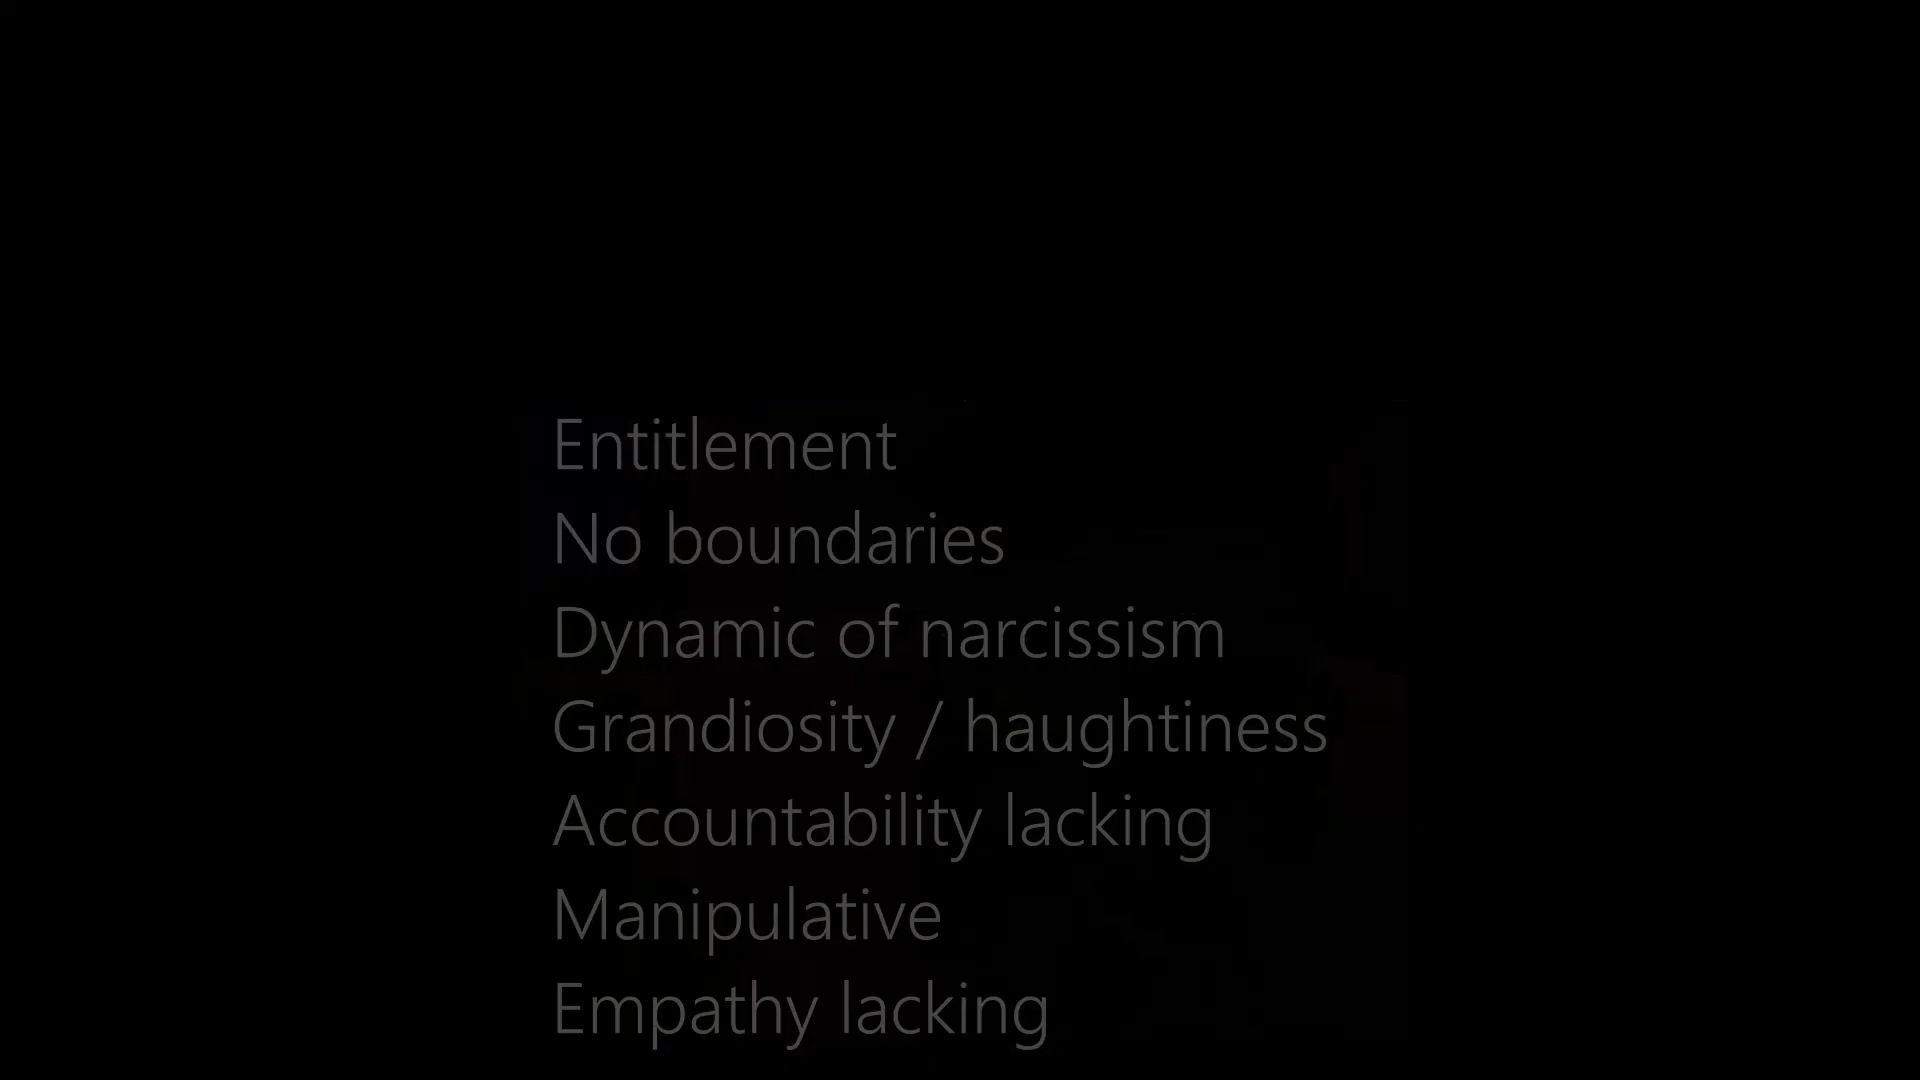 Entitlement
No boundaries
Dynamic of narcissism
Grandiosity / haughtiness
Accountability lacking
Manipulative
Empathy lacking